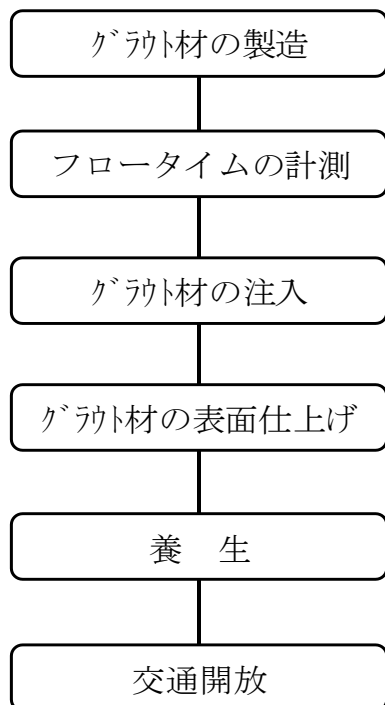 グラウト材の製造
フロータイムの計測
グラウト材の注入
グラウト材の表面仕上げ
養　生
交通開放